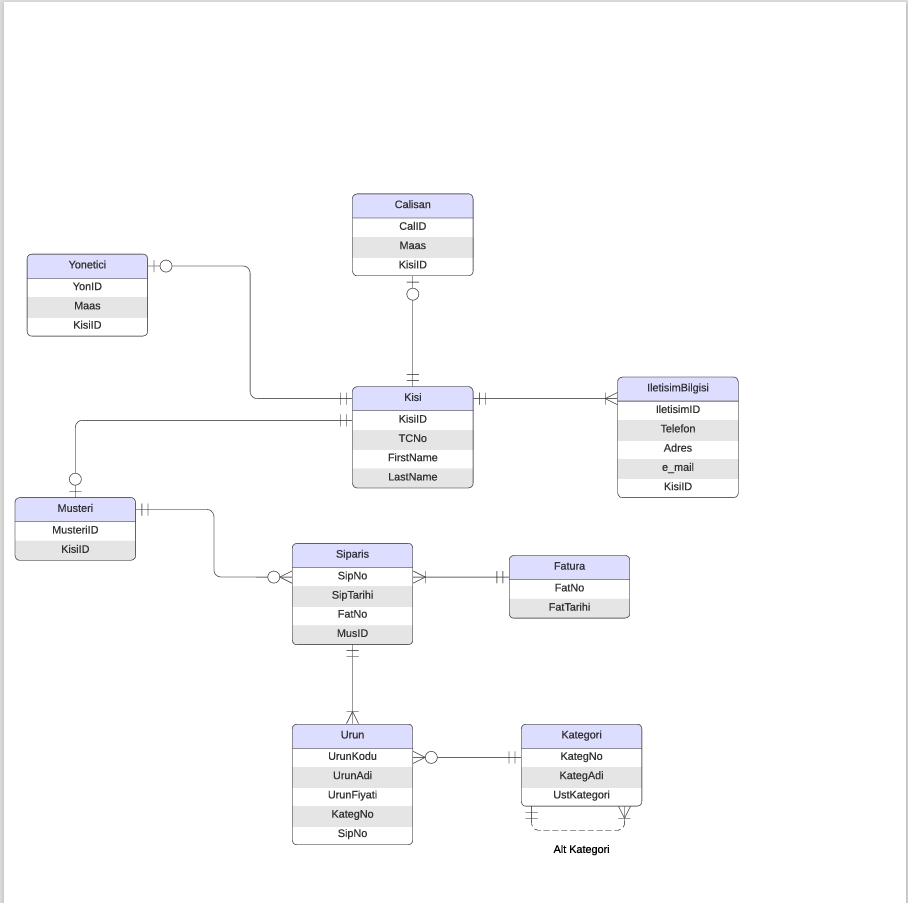 Calisan
CalID
Maas
KisiID
Yonetici
YonID
Maas
KisiID
Kisi
KisiID
TCNo
FirstName
LastName
IletisimBilgisi
IletisimID
Telefon
Adres
e_mail
KisiID
Musteri
MusteriID
KisiID
Siparis
SipNo
SipTarihi
FatNo
MusID
Fatura
FatNo
FatTarihi
Urun
UrunKodu
UrunAdi
UrunFiyati
KategNo
SipNo
Kategori
KategNo
KategAdi
UstKategori
Alt Kategori